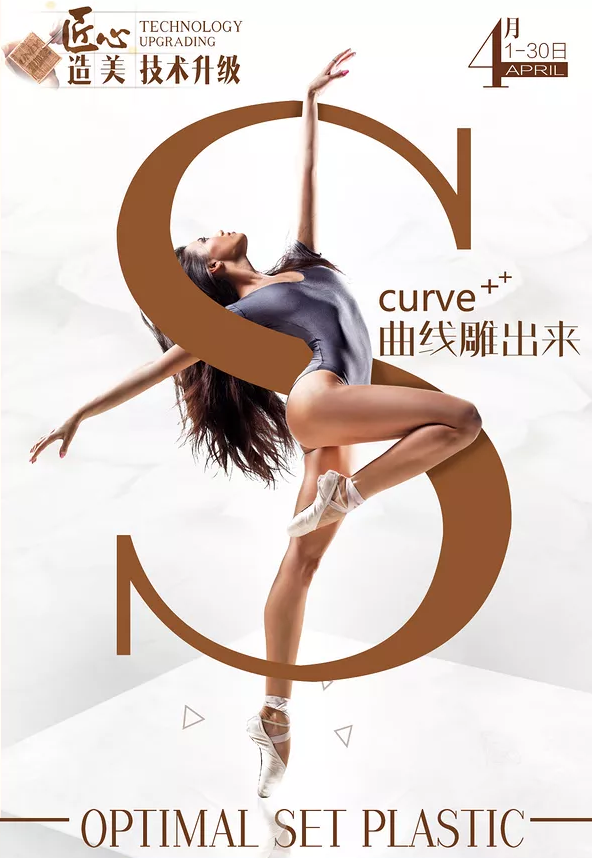 匠心
造美
TECHNOLOGY
UPGRADING
技术升级
4月
1-30日
APRIL
S
curve++
曲线雕出来
OPTIMAL SET PLASTIC